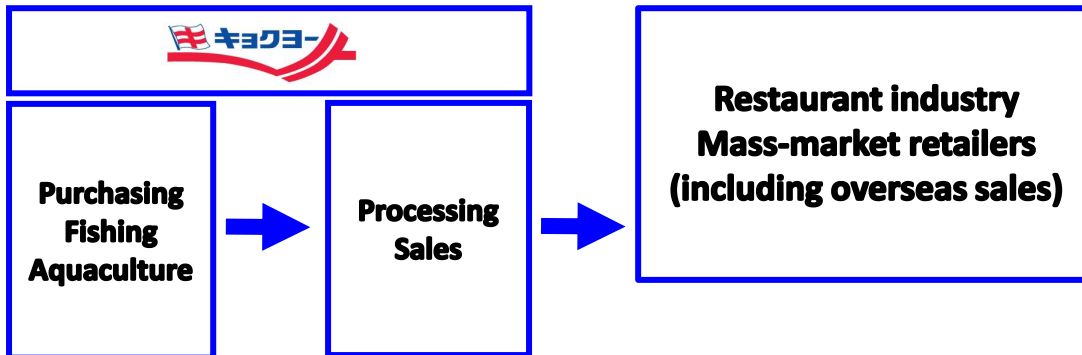 キョクヨー
Purchasing
Fishing
Aquaculture
Processing
Sales
Restaurant industry
Mass-market retailers
(including overseas sales)